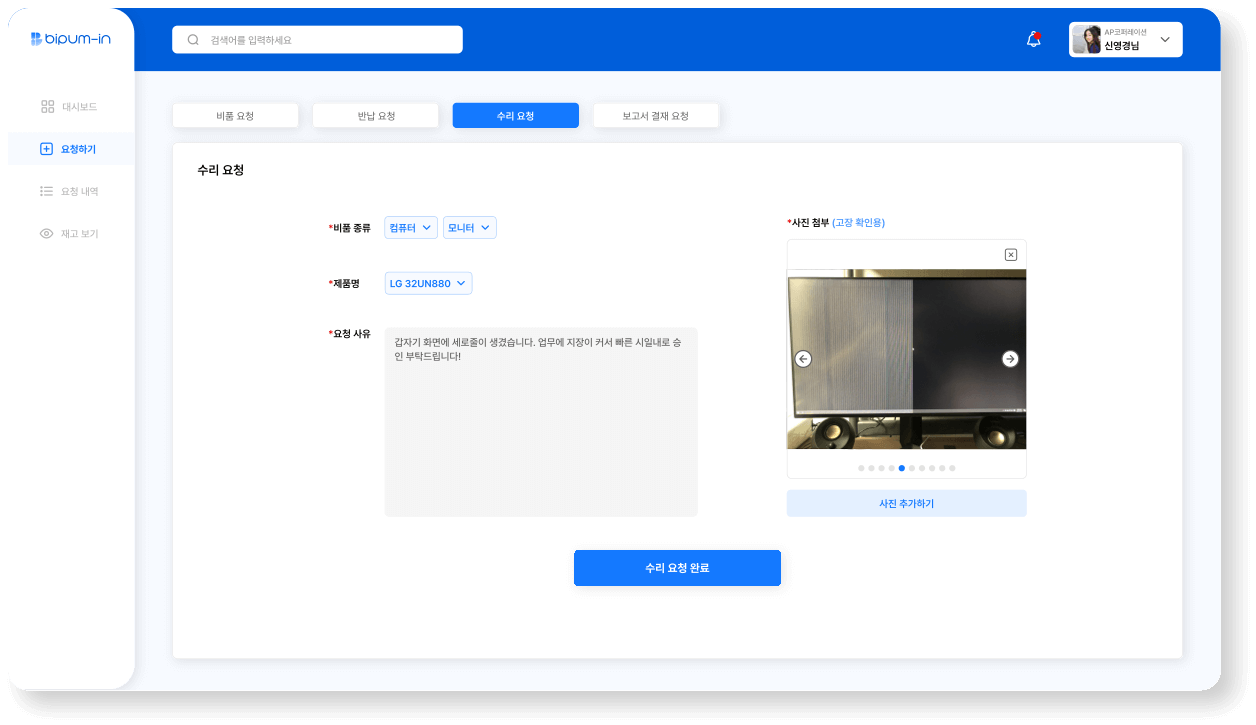 bipum-in
검색어를 입력하세요
AP코퍼레이션
신영경님
대시보드
요청하기
요청 내역
재고 보기
비품 요청
반납 요청
수리 요청
보고서 결재 요청
수리 요청
*비품 종류
컴퓨터
모니터
*제품명
LG 32UN880
*요청 사유
갑자기 화면에 세로줄이 생겼습니다. 업무에 지장이 커서 빠른 시일내로 승
인 부탁드립니다!
*사진 첨부 (고장 확인용)
사진 추가하기
수리 요청 완료